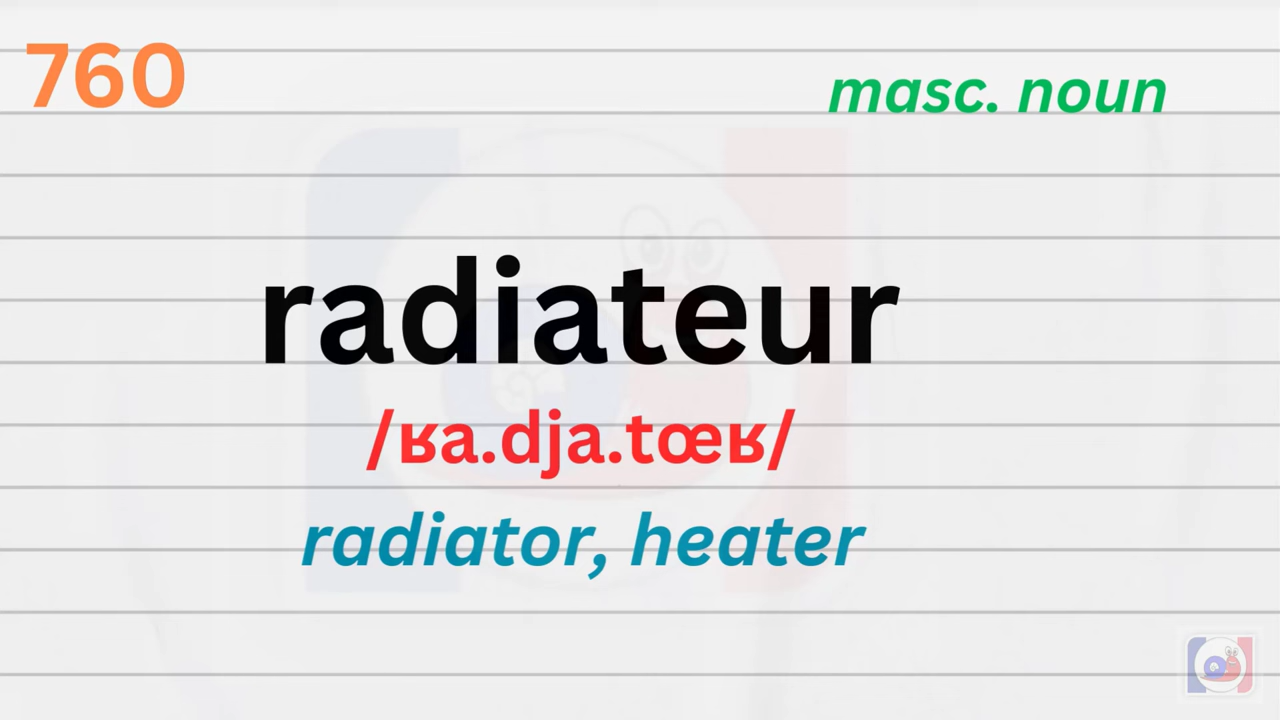 760
masc. noun
radiateur
/ʁa.dja.tœʁ/
radiator, heater